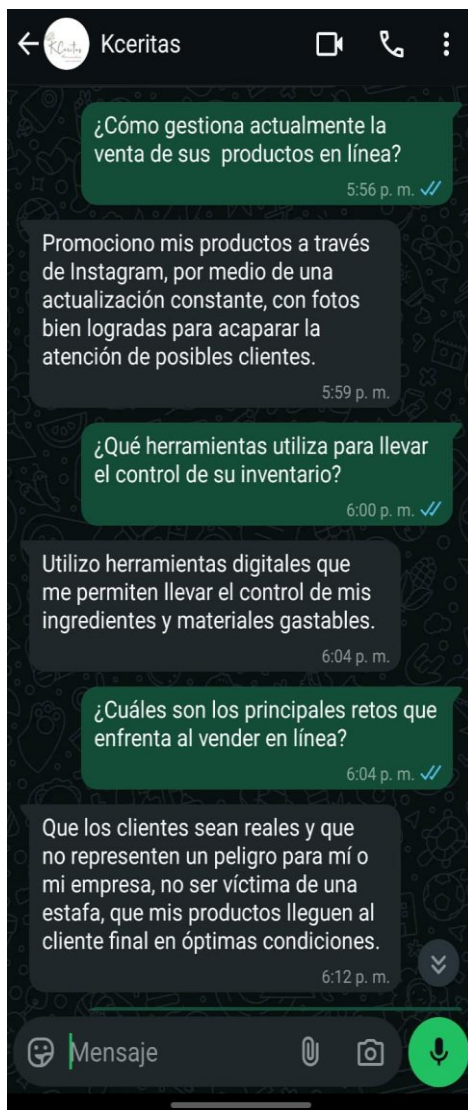 Kceritas
¿Cómo gestiona actualmente la
venta de sus productos en línea?
5:56 p. m.
Promociono mis productos a través
de Instagram, por medio de una
actualización constante, con fotos
bien logradas para acaparar la
atención de posibles clientes.
5:59 p. m.
¿Qué herramientas utiliza para llevar
el control de su inventario?
6:00 p. m.
Utilizo herramientas digitales que
me permiten llevar el control de mis
ingredientes y materiales gastables.
6:04 p. m.
¿Cuáles son los principales retos que
enfrenta al vender en línea?
6:04 p. m.
Que los clientes sean reales y que
no representen un peligro para mí o
mi empresa, no ser víctima de una
estafa, que mis productos lleguen al
cliente final en óptimas condiciones.
6:12 p. m.
Mensaje